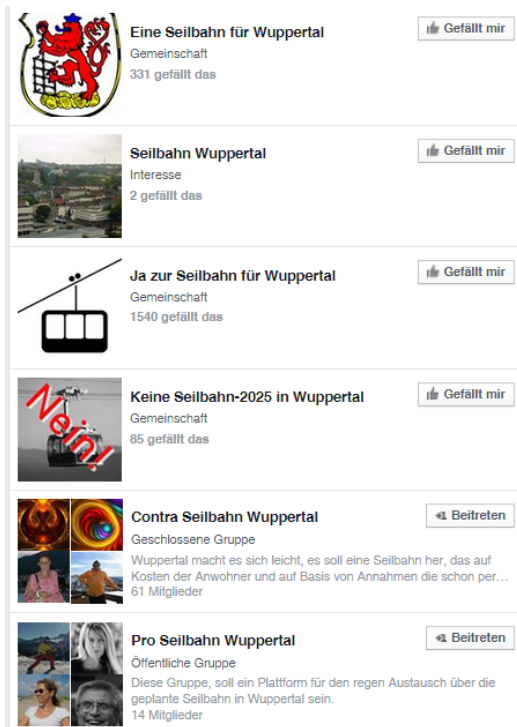 Eine Seilbahn für Wuppertal
Gefällt mir
Gemeinschaft
331 gefällt das
Seilbahn Wuppertal
Gefällt mir
Interesse
2 gefällt das
Ja zur Seilbahn für Wuppertal
Gefällt mir
Gemeinschaft
1540 gefällt das
Nein!
Keine Seilbahn-2025 in Wuppertal
Gefällt mir
Gemeinschaft
85 gefällt das
Contra Seilbahn Wuppertal
+1 Beitreten
Geschlossene Gruppe
Wuppertal macht es sich leicht, es soll eine Seilbahn her, das auf
Kosten der Anwohner und auf Basis von Annahmen die schon per...
61 Mitglieder
Pro Seilbahn Wuppertal
+1 Beitreten
Öffentliche Gruppe
Diese Gruppe, soll ein Plattform für den regen Austausch über die
geplante Seilbahn in Wuppertal sein.
14 Mitglieder